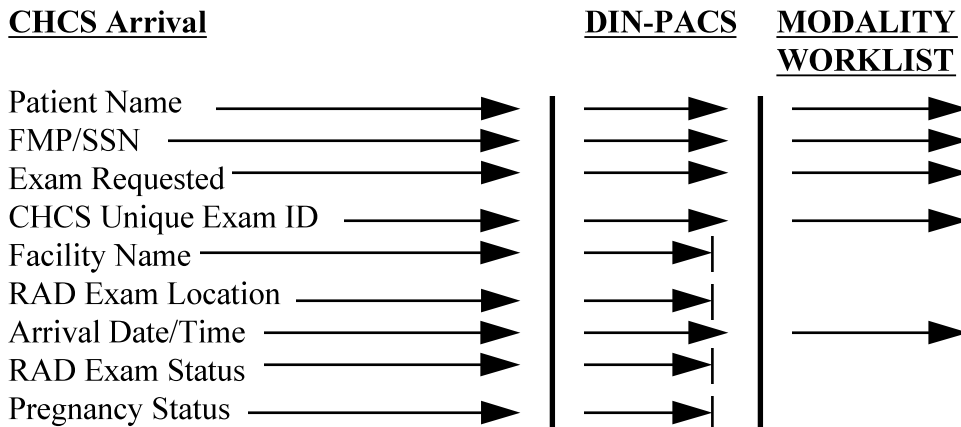 CHCS Arrival DIN-PACS MODALITY
WORKLIST
Patient Name
FMP/SSN
Exam Requested
CHCS Unique Exam ID
Facility Name
RAD Exam Location
Arrival Date/Time
RAD Exam Status
Pregnancy Status